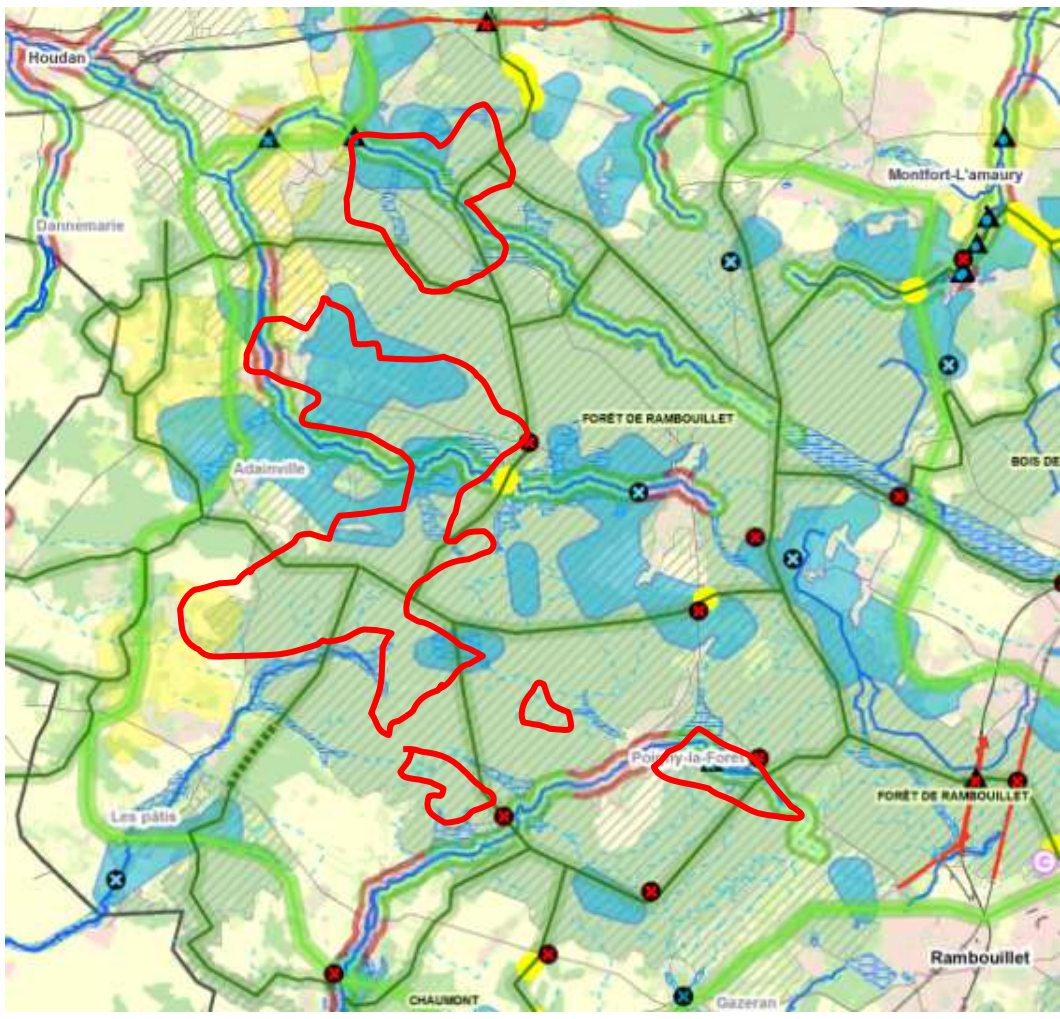 Houdan
Montfort-L'amaury
Dannemarie
FORÊT DE RAMBOUILLET
BOIS DE
Adainville
Poigny-la-Forêt
FORÊT DE RAMBOUILLET
Les pâtis
G
Rambouillet
CHAUMONT
Gazeran